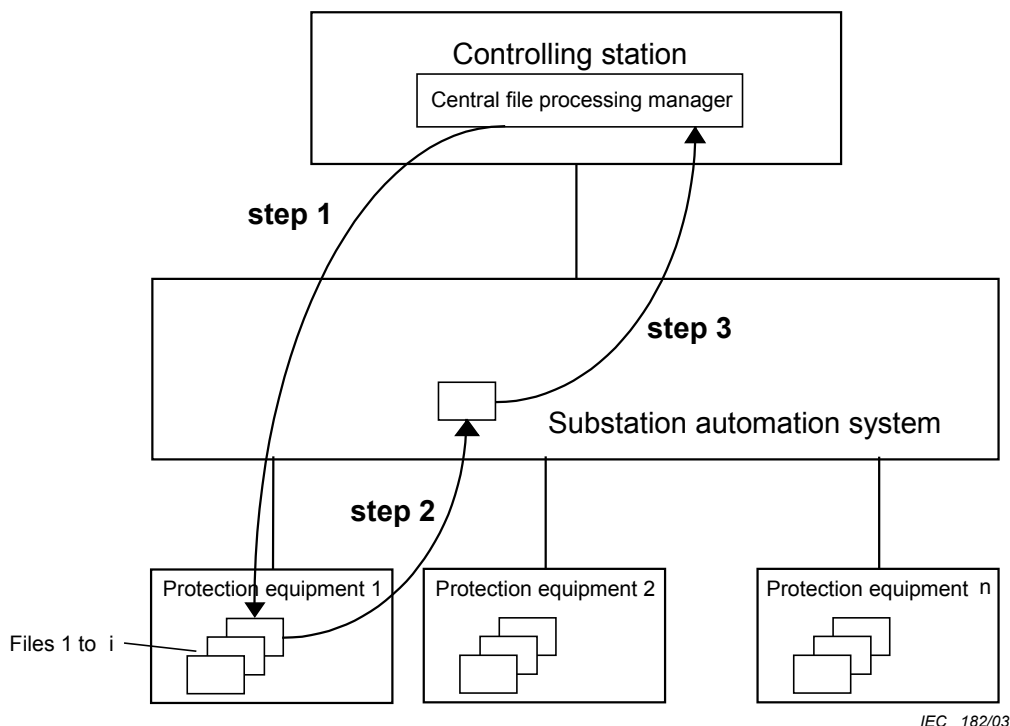 Controlling station
Central file processing manager
step 1
step 3
Substation automation system
step 2
Protection equipment 1
Protection equipment 2
Protection equipment n
Files 1 to i
IEC 182/03